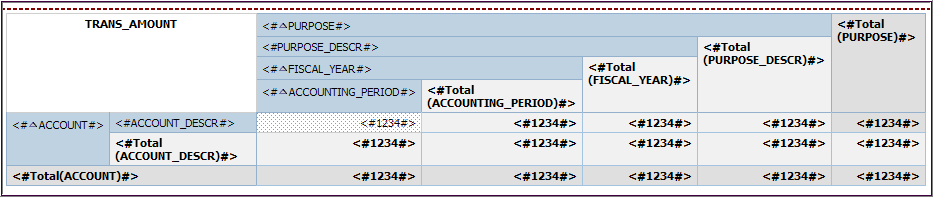 TRANS_AMOUNT
<#▵PURPOSE#>
<#Total
(PURPOSE)#>
<#PURPOSE_DESCR#>
<#Total
(PURPOSE_DESCR)#>
<#▵FISCAL_YEAR#>
<#Total
(FISCAL_YEAR)#>
<#▵ACCOUNTING_PERIOD#>
<#Total
(ACCOUNTING_PERIOD)#>
<#▵ACCOUNT#> <#ACCOUNT_DESCR#> <#1234#> <#1234#> <#1234#> <#1234#> <#1234#>
<#Total
(ACCOUNT_DESCR)#> <#1234#> <#1234#> <#1234#> <#1234#> <#1234#>
<#Total(ACCOUNT)#> <#1234#> <#1234#> <#1234#> <#1234#> <#1234#>